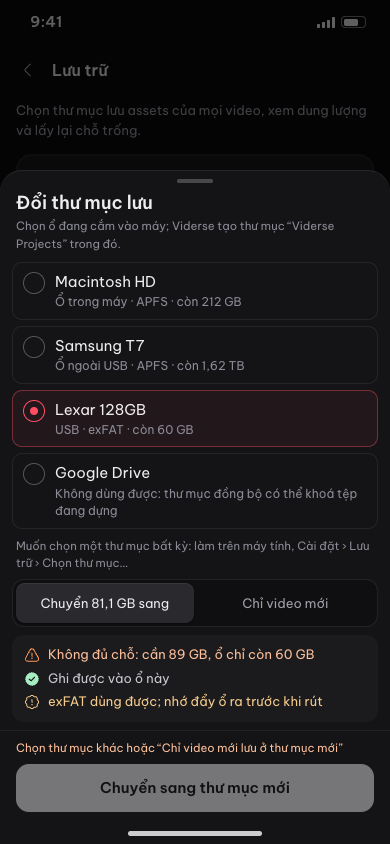 9:41
Lưu trữ
Chọn thư mục lưu assets của mọi video, xem dung lượng
và lấy lại chỗ trống.
Đổi thư mục lưu
Chọn ổ đang cắm vào máy; Viderse tạo thư mục “Viderse
Projects” trong đó.
Macintosh HD
Ổ trong máy · APFS · còn 212 GB
Samsung T7
Ổ ngoài USB · APFS · còn 1,62 TB
Lexar 128GB
USB · exFAT · còn 60 GB
Google Drive
Không dùng được: thư mục đồng bộ có thể khoá tệp
đang dựng
Muốn chọn một thư mục bất kỳ: làm trên máy tính, Cài đặt › Lưu
trữ › Chọn thư mục…
Chuyển 81,1 GB sang
Chỉ video mới
Không đủ chỗ: cần 89 GB, ổ chỉ còn 60 GB
Ghi được vào ổ này
exFAT dùng được; nhớ đẩy ổ ra trước khi rút
Chọn thư mục khác hoặc “Chỉ video mới lưu ở thư mục mới”
Chuyển sang thư mục mới